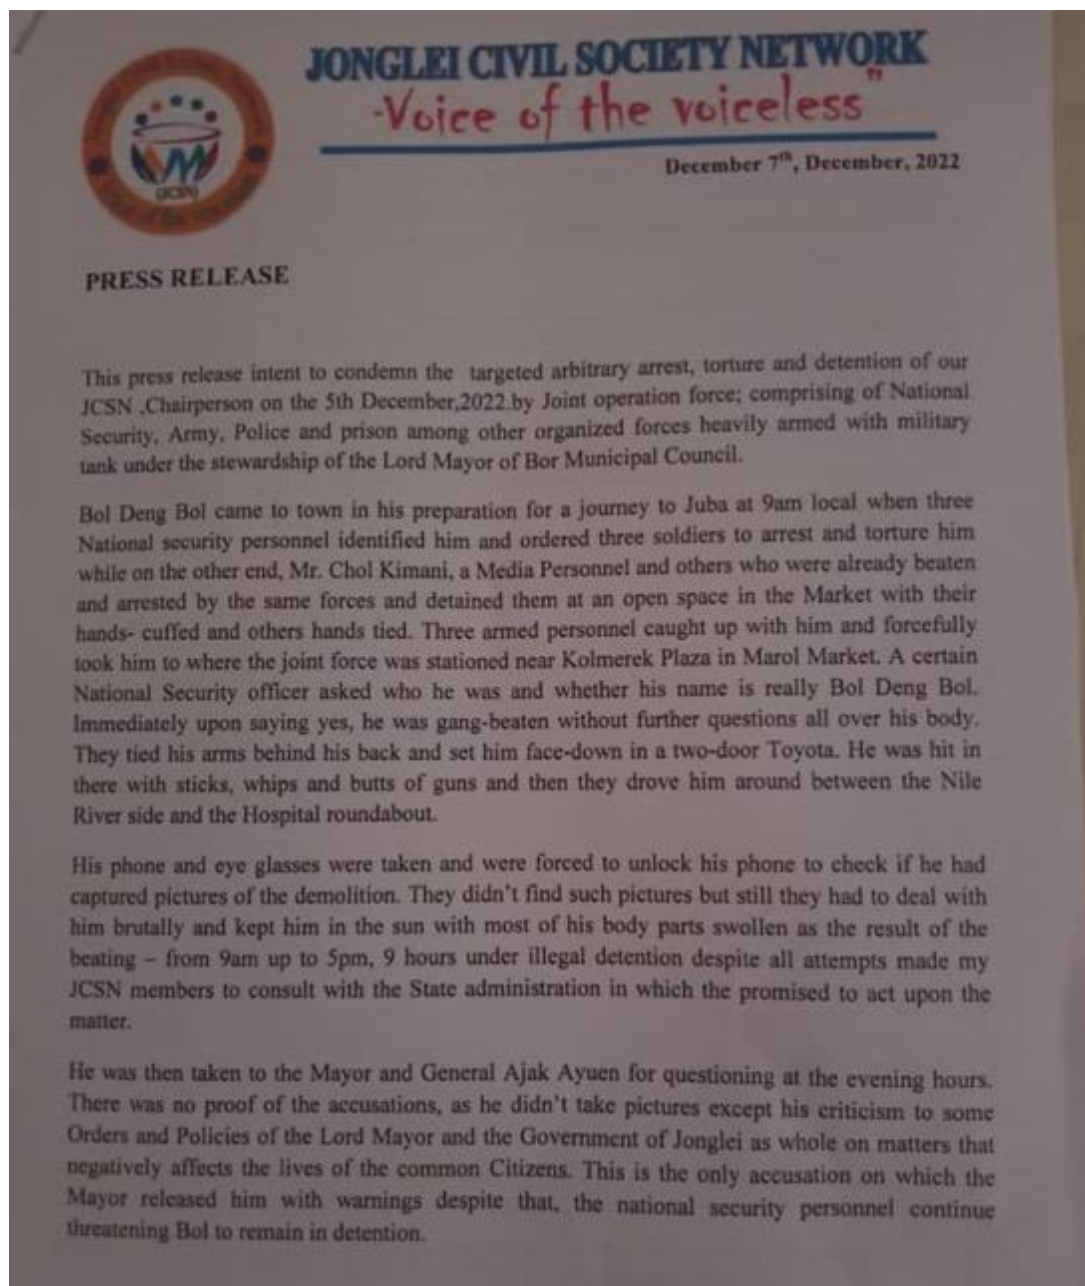 JONGLEI CIVIL SOCIETY NETWORK
-Voice of the voiceless"
December 7th, December, 2022
(JCSN)
PRESS RELEASE
This press release intent to condemn the targeted arbitrary arrest, torture and detention of our
JCSN ,Chairperson on the 5th December,2022.by Joint operation force; comprising of National
Security, Army, Police and prison among other organized forces heavily armed with military
tank under the stewardship of the Lord Mayor of Bor Municipal Council.
Bol Deng Bol came to town in his preparation for a journey to Juba at 9am local when three
National security personnel identified him and ordered three soldiers to arrest and torture him
while on the other end, Mr. Chol Kimani, a Media Personnel and others who were already beaten
and arrested by the same forces and detained them at an open space in the Market with their
hands- cuffed and others hands tied. Three armed personnel caught up with him and forcefully
took him to where the joint force was stationed near Kolmerek Plaza in Marol Market. A certain
National Security officer asked who he was and whether his name is really Bol Deng Bol.
Immediately upon saying yes, he was gang-beaten without further questions all over his body.
They tied his arms behind his back and set him face-down in a two-door Toyota. He was hit in
there with sticks, whips and butts of guns and then they drove him around between the Nile
River side and the Hospital roundabout.
His phone and eye glasses were taken and were forced to unlock his phone to check if he had
captured pictures of the demolition. They didn't find such pictures but still they had to deal with
him brutally and kept him in the sun with most of his body parts swollen as the result of the
beating – from 9am up to 5pm, 9 hours under illegal detention despite all attempts made my
JCSN members to consult with the State administration in which the promised to act upon the
matter.
He was then taken to the Mayor and General Ajak Ayuen for questioning at the evening hours.
There was no proof of the accusations, as he didn't take pictures except his criticism to some
Orders and Policies of the Lord Mayor and the Government of Jonglei as whole on matters that
negatively affects the lives of the common Citizens. This is the only accusation on which the
Mayor released him with warnings despite that, the national security personnel continue
threatening Bol to remain in detention.